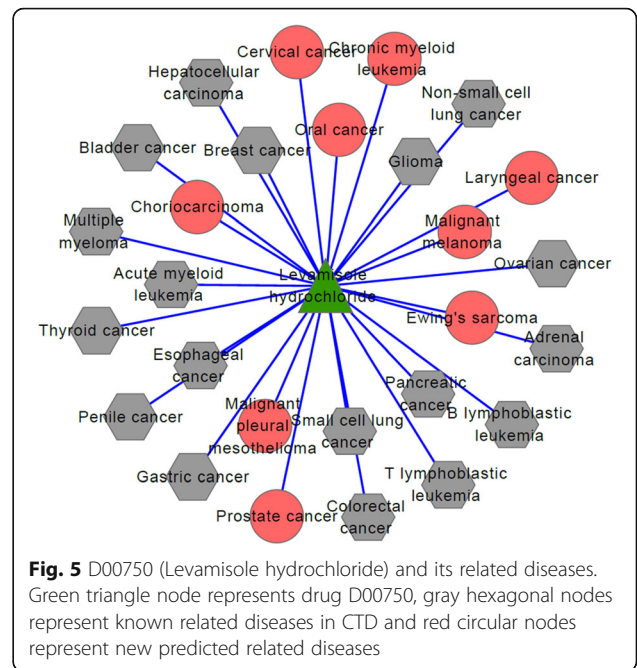 Cervical cancer
Chronic myeloid
leukemia
Hepatocellular
carcinoma
Non-small cell
lung cancer
Oral cancer
Bladder cancer
Breast cancer
Glioma
Laryngeal cancer
Choriocarcinoma
Malignant
melanoma
Multiple
myeloma
Ovarian cancer
Acute myeloid
leukemia
Levamisole
hydrochloride
Ewing's sarcoma
Thyroid cancer
Adrenal
carcinoma
Esophageal
cancer
Pancreatic
cancer
Penile cancer
Malignant
pleural
mesothelioma
Small cell lung
cancer
B lymphoblastic
leukemia
Gastric cancer
T lymphoblastic
leukemia
Prostate cancer
Colorectal
cancer
Fig. 5 D00750 (Levamisole hydrochloride) and its related diseases.
Green triangle node represents drug D00750, gray hexagonal nodes
represent known related diseases in CTD and red circular nodes
represent new predicted related diseases